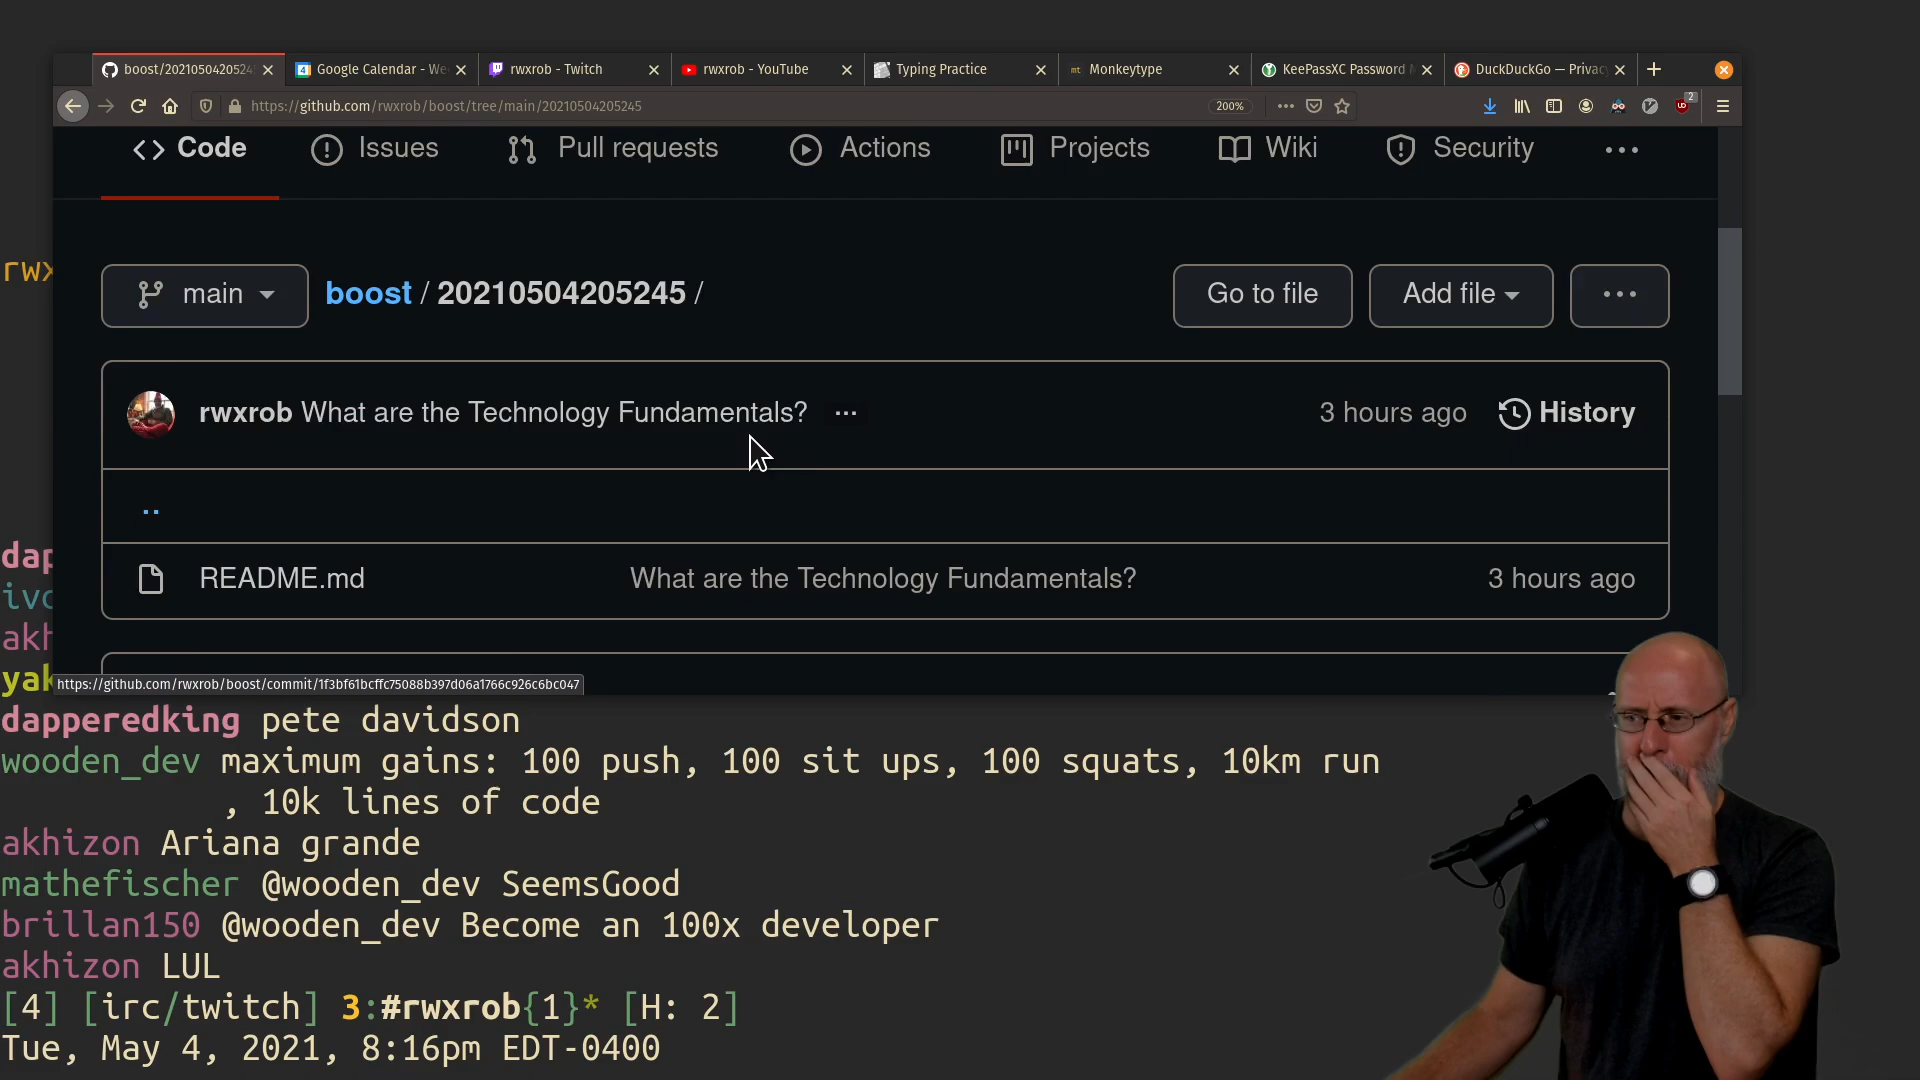 boost/20210504205245
Google Calendar - We
rwxrob - Twitch
rwxrob - YouTube
Typing Practice
mt Monkeytype
KeePassXC Password M
DuckDuckGo — Privac
https://github.com/rwxrob/boost/tree/main/20210504205245
200%
2
Code
Issues
Pull requests
Actions
Projects
Wiki
Security
rwx
main
boost / 20210504205245 /
Go to file
Add file
rwxrob What are the Technology Fundamentals? ...
3 hours ago
History
..
README.md
What are the Technology Fundamentals?
3 hours ago
dap
ivo
akh
yak
https://github.com/rwxrob/boost/commit/1f3bf61bcffc75088b397d06a1766c926c6bc047
dapperedking pete davidson
wooden_dev maximum gains: 100 push, 100 sit ups, 100 squats, 10km run
, 10k lines of code
akhizon Ariana grande
mathefischer @wooden_dev SeemsGood
brillan150 @wooden_dev Become an 100x developer
akhizon LUL
[4] [irc/twitch] 3:#rwxrob{1}* [H: 2]
Tue, May 4, 2021, 8:16pm EDT-0400